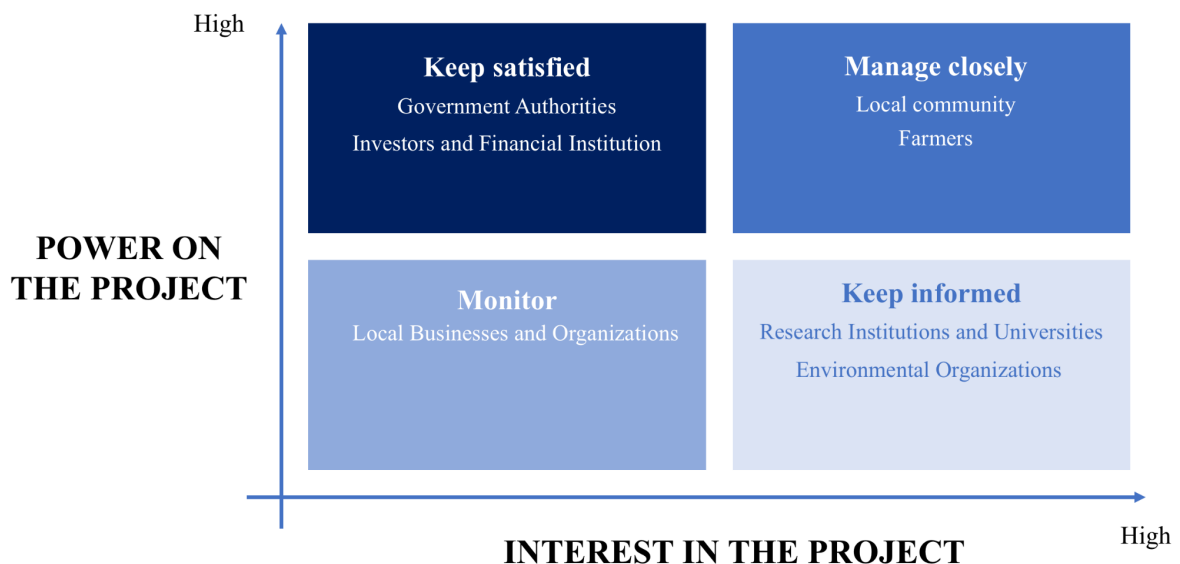 High
Keep satisfied
Government Authorities
Investors and Financial Institution
Manage closely
Local community
Farmers
POWER ON
THE PROJECT
Monitor
Local Businesses and Organizations
Keep informed
Research Institutions and Universities
Environmental Organizations
High
INTEREST IN THE PROJECT